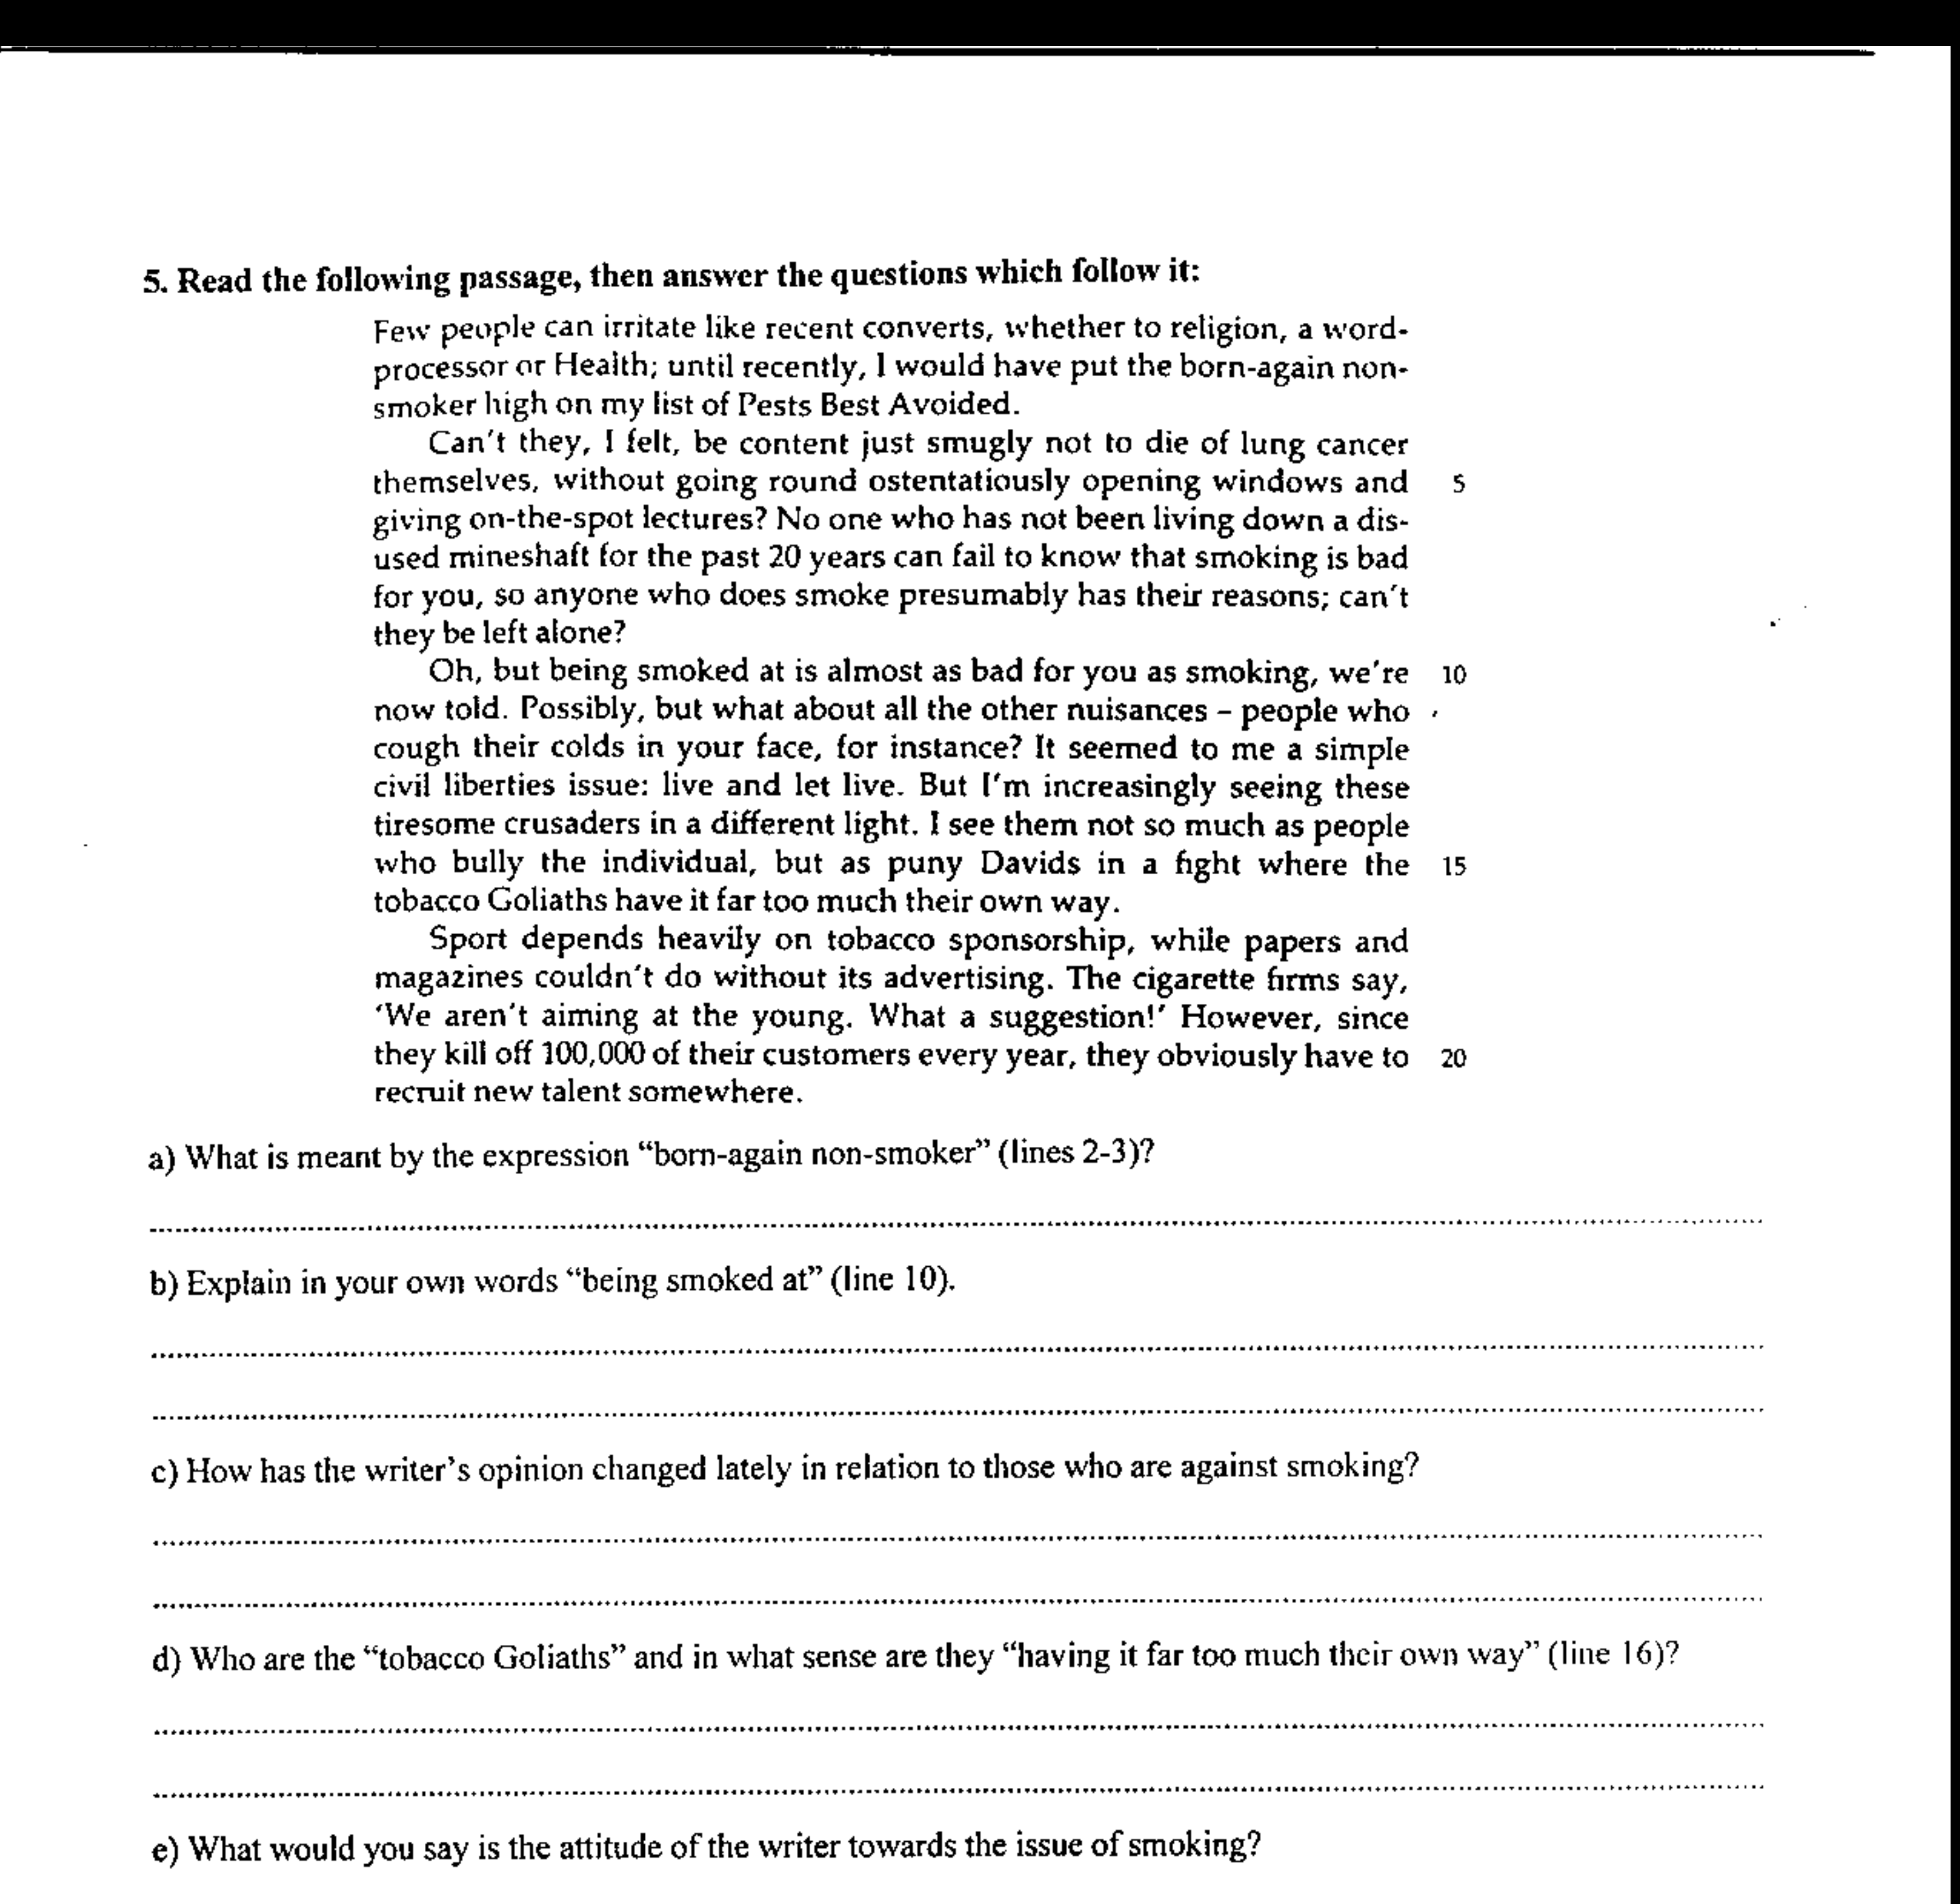 5. Read the following passage, then answer the questions which follow it:
Few people can irritate like recent converts, whether to religion, a word-
processor or Health; until recently, I would have put the born-again non-
smoker high on my list of Pests Best Avoided.
Can't they, I felt, be content just smugly not to die of lung cancer
themselves, without going round ostentatiously opening windows and 5
giving on-the-spot lectures? No one who has not been living down a dis-
used mineshaft for the past 20 years can fail to know that smoking is bad
for you, so anyone who does smoke presumably has their reasons; can't
they be left alone?
Oh, but being smoked at is almost as bad for you as smoking, we're 10
now told. Possibly, but what about all the other nuisances – people who
cough their colds in your face, for instance? It seemed to me a simple
civil liberties issue: live and let live. But I'm increasingly seeing these
tiresome crusaders in a different light. I see them not so much as people
who bully the individual, but as puny Davids in a fight where the 15
tobacco Goliaths have it far too much their own way.
Sport depends heavily on tobacco sponsorship, while papers and
magazines couldn't do without its advertising. The cigarette firms say,
'We aren't aiming at the young. What a suggestion!' However, since
they kill off 100,000 of their customers every year, they obviously have to 20
recruit new talent somewhere.
a) What is meant by the expression “born-again non-smoker” (lines 2-3)?
b) Explain in your own words “being smoked at” (line 10).
c) How has the writer's opinion changed lately in relation to those who are against smoking?
d) Who are the “tobacco Goliaths” and in what sense are they “having it far too much their own way” (line 16)?
e) What would you say is the attitude of the writer towards the issue of smoking?